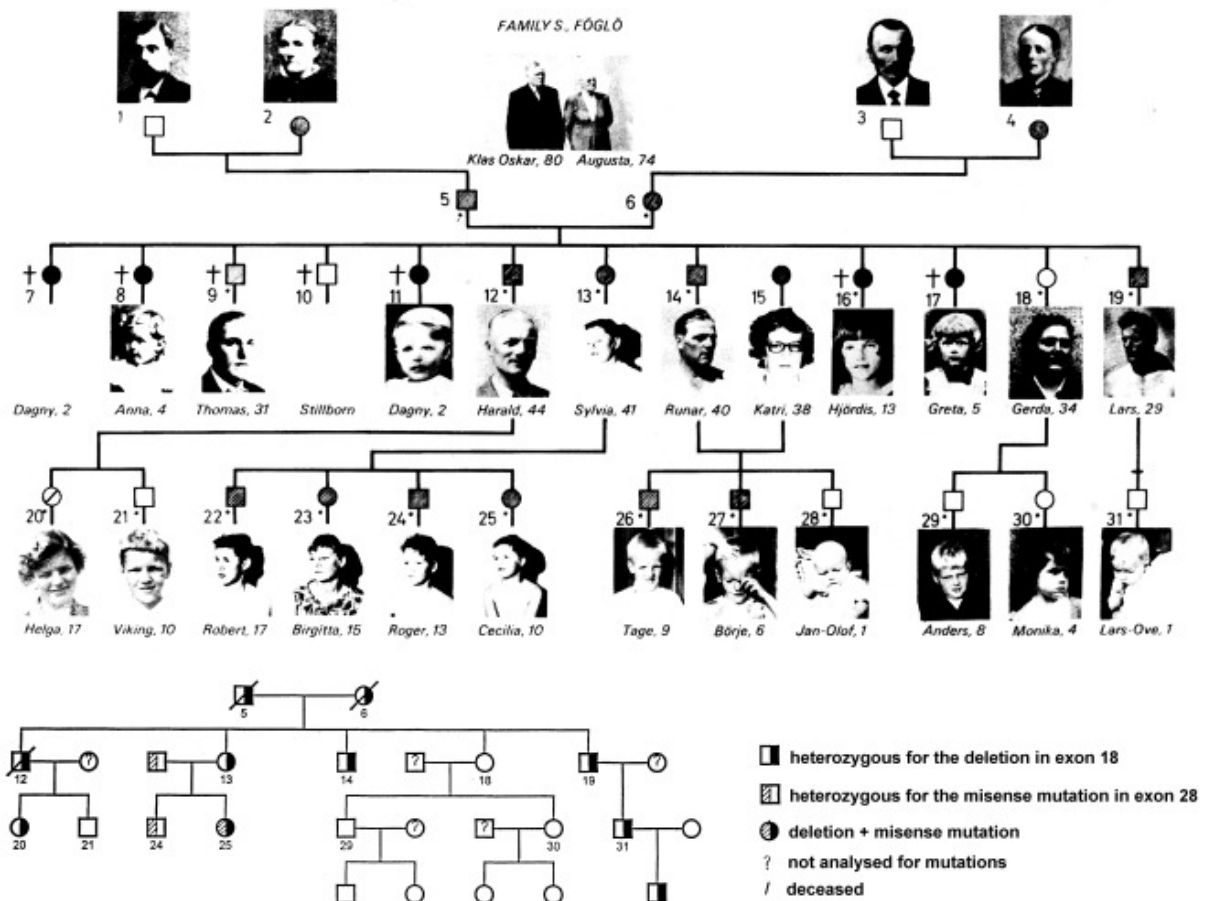 FAMILY S., FÖGLÖ
1 2 3 4
Klas Oskar, 80 Augusta, 74
5 6
7 8 9 10 11 12 13 14 15 16 17 18 19
Dagny, 2 Anna, 4 Thomas, 31 Stillborn Dagny, 2 Harald, 44 Sylvia, 41 Runar, 40 Katri, 38 Hjördis, 13 Greta, 5 Gerda, 34 Lars, 29
20 21 22 23 24 25 26 27 28 29 30 31
Helga, 17 Viking, 10 Robert, 17 Birgitta, 15 Roger, 13 Cecilia, 10 Tage, 9 Börje, 6 Jan-Olof, 1 Anders, 8 Monika, 4 Lars-Ove, 1
5 6
? ? ?
12 13 14 18 19
? ?
20 21 24 25 29 30 31
heterozygous for the deletion in exon 18
heterozygous for the misense mutation in exon 28
deletion + misense mutation
? not analysed for mutations
/ deceased